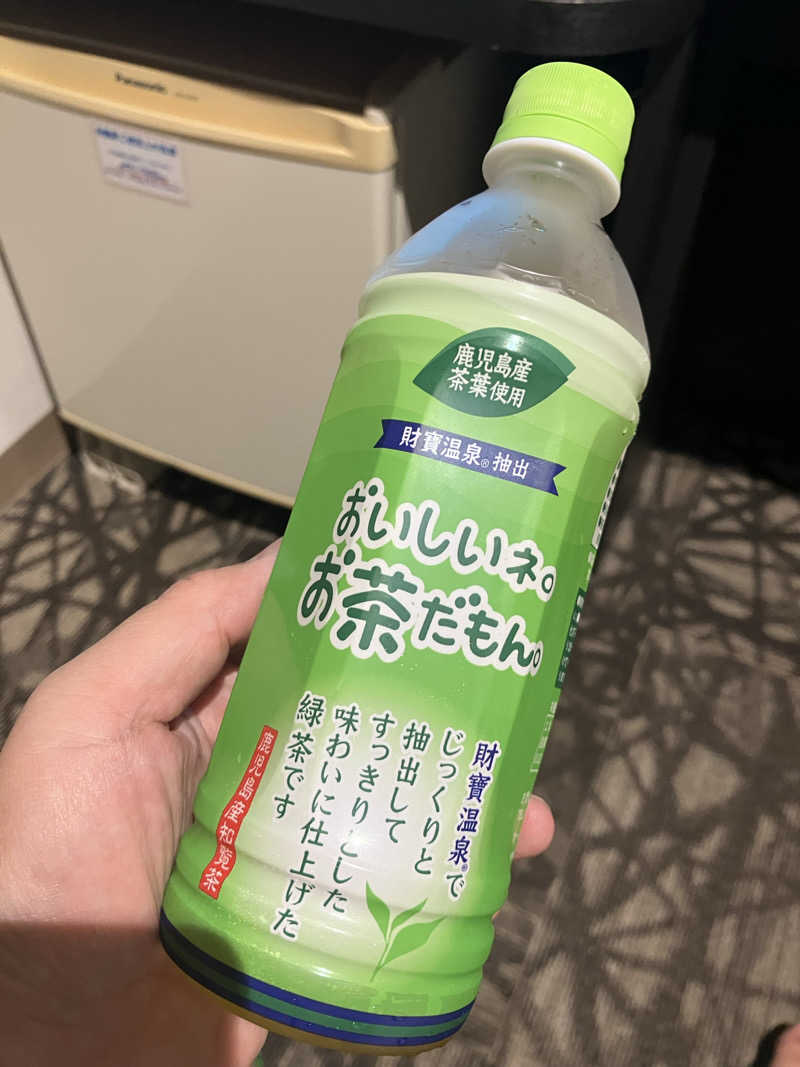 Panasonic
鹿児島産
茶葉使用
財寶温泉® 抽出
おいしいネ。
お茶だもん。
財寶温泉®で
じっくりと
抽出して
すっきりとした
味わいに仕上げた
緑茶です
鹿児島産知覧茶